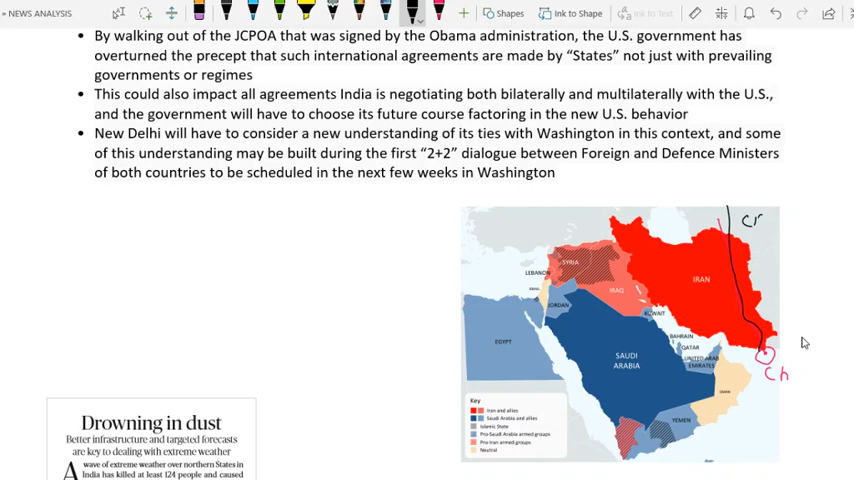 » NEWS ANALYSIS
Shapes
Ink to Shape
Ink to Text
• By walking out of the JCPOA that was signed by the Obama administration, the U.S. government has
overturned the precept that such international agreements are made by “States” not just with prevailing
governments or regimes
• This could also impact all agreements India is negotiating both bilaterally and multilaterally with the U.S.,
and the government will have to choose its future course factoring in the new U.S. behavior
• New Delhi will have to consider a new understanding of its ties with Washington in this context, and some
of this understanding may be built during the first “2+2” dialogue between Foreign and Defence Ministers
of both countries to be scheduled in the next few weeks in Washington
SYRIA
LEBANON
IRAQ
IRAN
JORDAN
KUWAIT
EGYPT
BAHRAIN
QATAR
UNITED ARAB
EMIRATES
SAUDI
ARABIA
OMAN
YEMEN
Ch
Key
Iran and allies
Saudi Arabia and allies
Islamic State
Pro-Saudi Arabia armed groups
Pro Iran armed groups
Neutral
Drowning in dust
Better infrastructure and targeted forecasts
are key to dealing with extreme weather
A wave of extreme weather over northern States in
India has killed at least 124 people and caused